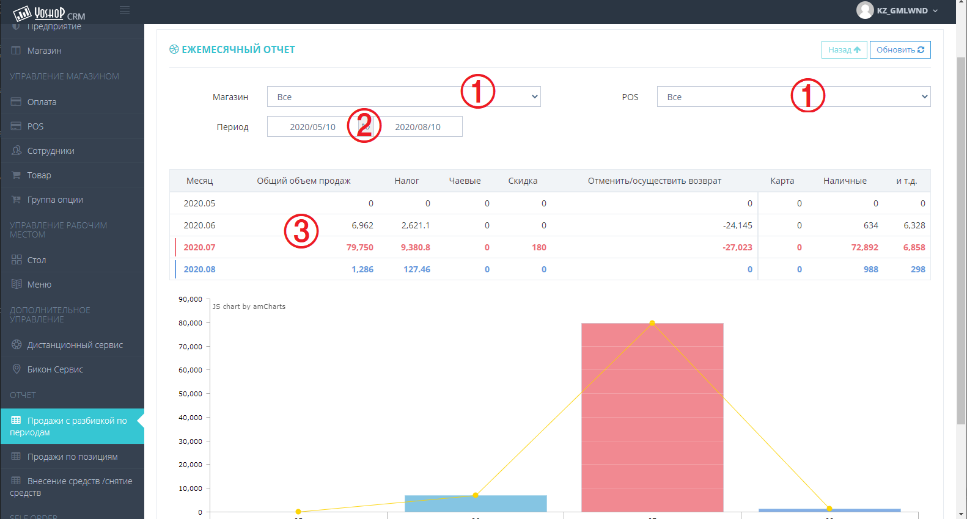 YOSHOP CRM
KZ_GMLWND
Предприятие
Магазин
УПРАВЛЕНИЕ МАГАЗИНОМ
Оплата
POS
Сотрудники
Товар
Группа опции
УПРАВЛЕНИЕ РАБОЧИМ
МЕСТОМ
Стол
Меню
ДОПОЛНИТЕЛЬНОЕ
УПРАВЛЕНИЕ
Дистанционный сервис
Бикон Сервис
ОТЧЕТ
Продажи с разбивкой по
периодам
Продажи по позициям
Внесение средств /снятие
средств
SELF ORDER
ЕЖЕМЕСЯЧНЫЙ ОТЧЕТ
Назад Обновить
Магазин Все 1 POS Все 1
Период 2020/05/10 2 2020/08/10
Месяц Общий объем продаж Налог Чаевые Скидка Отменить/осуществить возврат Карта Наличные и т.д.
2020.05 0 0 0 0 0 0 0 0
2020.06 6,962 2,621.1 0 0 -24,145 0 634 6,328
3
2020.07 79,750 9,380.8 0 180 -27,023 0 72,892 6,858
2020.08 1,286 127.46 0 0 0 0 988 298
90,000
JS chart by amCharts
80,000
70,000
60,000
50,000
40,000
30,000
20,000
10,000
0